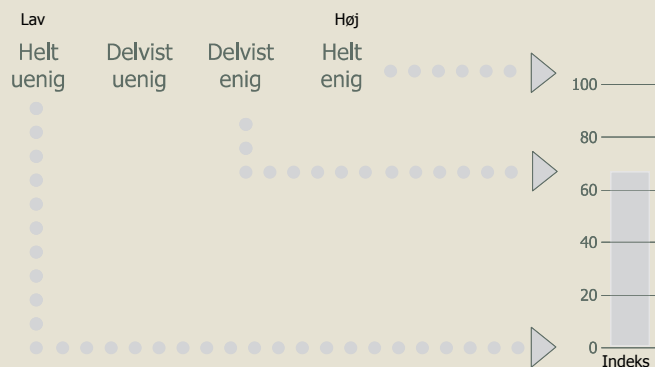 Lav Høj
Helt Delvist Delvist Helt
uenig uenig enig enig
100
80
60
40
20
0
Indeks